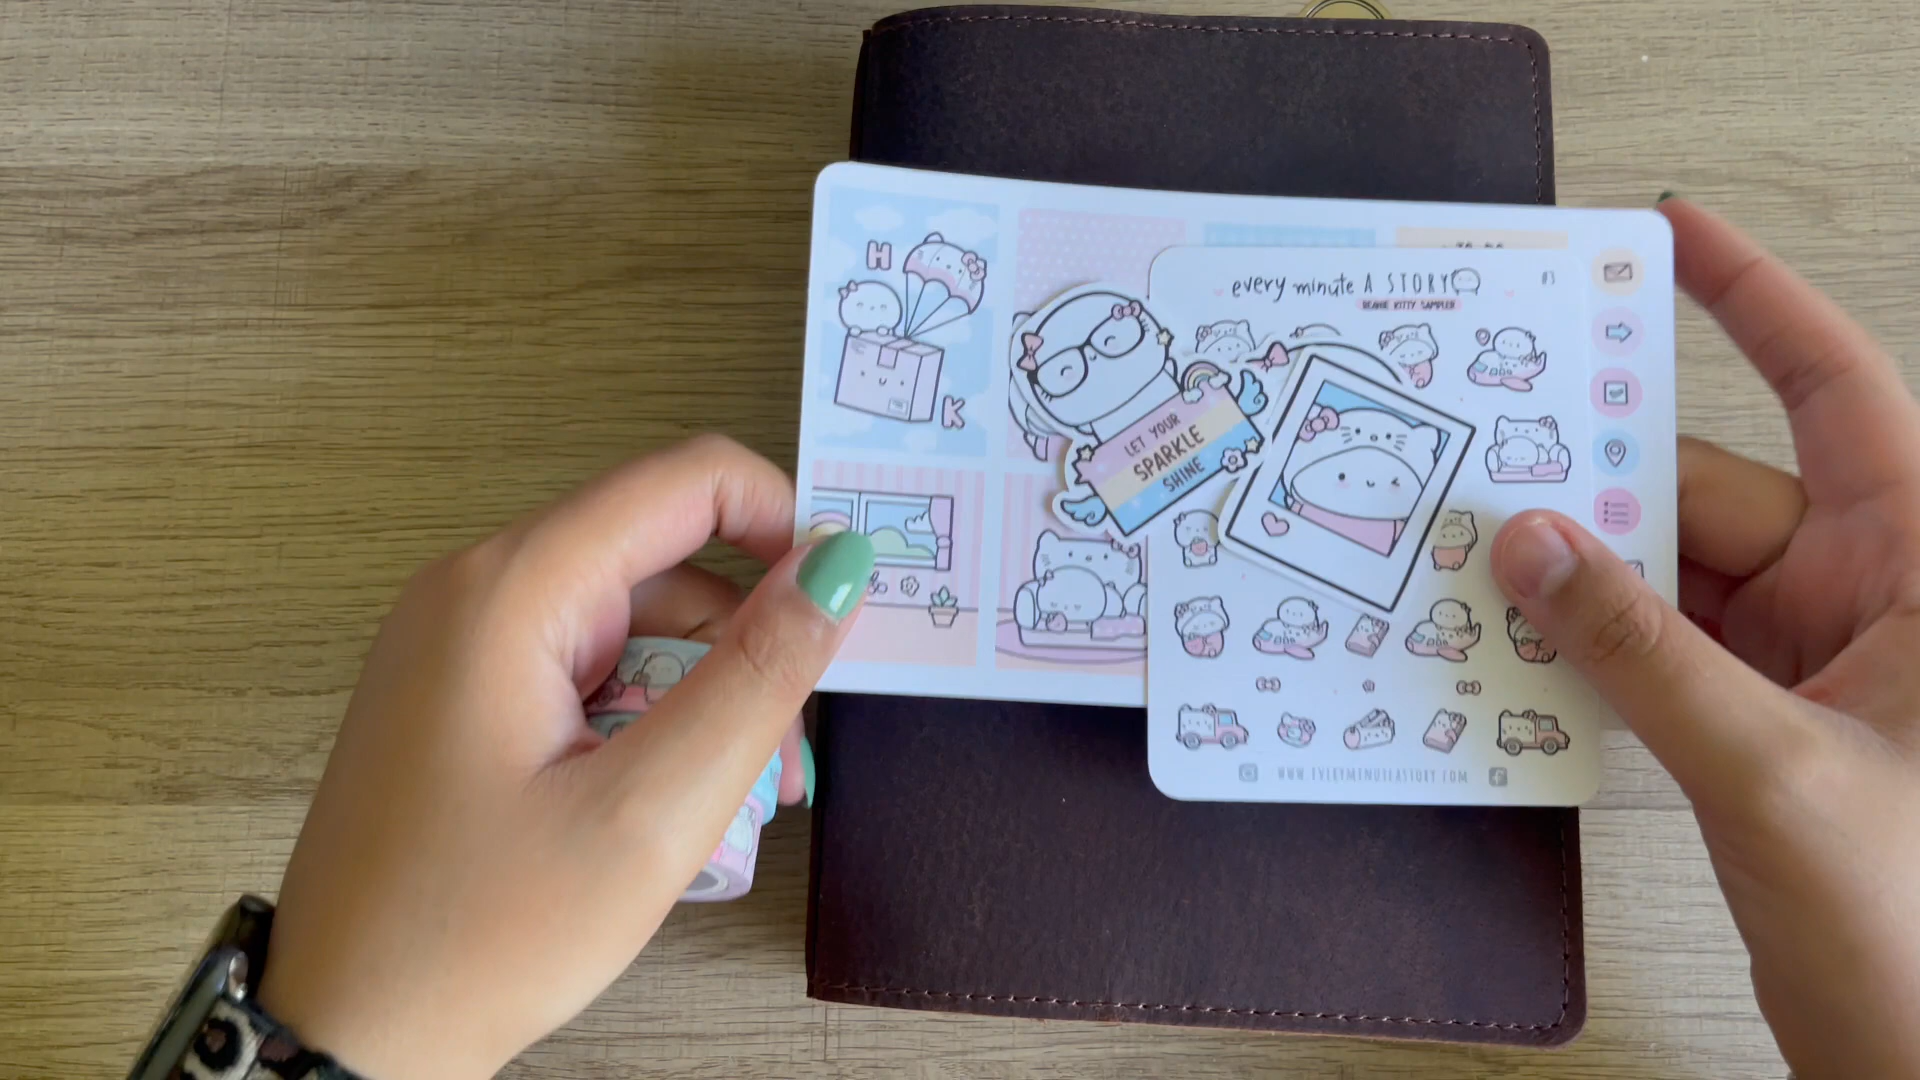 H
K
every minute A STORY
#3
BEANIE KITTY SAMPLER
LET YOUR
SPARKLE
SHINE
WWW.EVERYMINUTEASTORY.COM